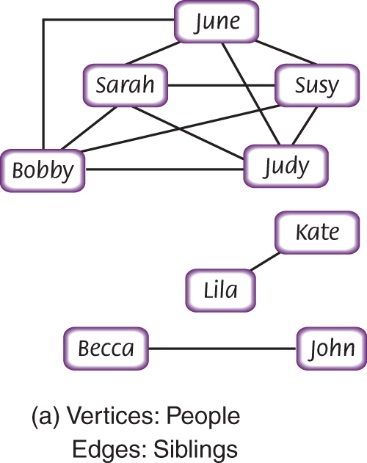 June
Sarah Susy
Bobby Judy
Kate
Lila
Becca John
(a) Vertices: People
Edges: Siblings